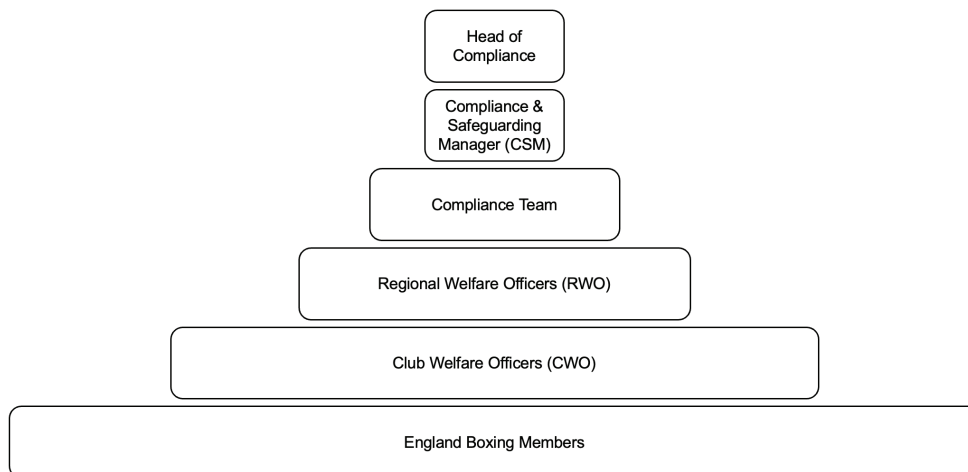 Head of
Compliance
Compliance &
Safeguarding
Manager (CSM)
Compliance Team
Regional Welfare Officers (RWO)
Club Welfare Officers (CWO)
England Boxing Members